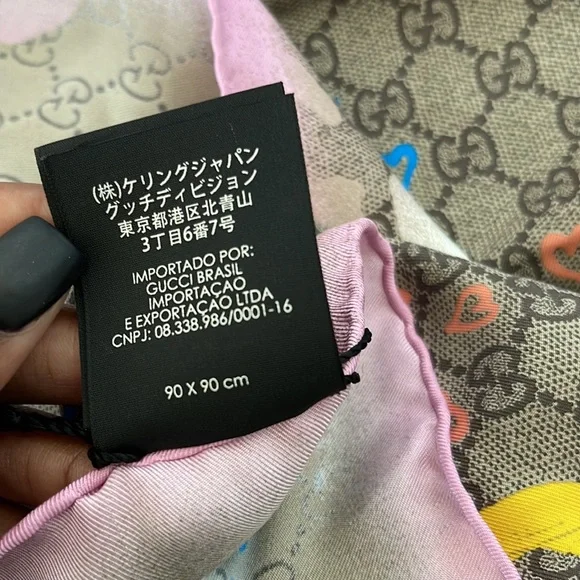 (株)ケリングジャパン
グッチディビジョン
東京都港区北青山
3丁目6番7号
IMPORTADO POR:
GUCCI BRASIL
IMPORTAÇÃO
E EXPORTAÇÃO LTDA
CNPJ: 08.338.986/0001-16
90 X 90 cm